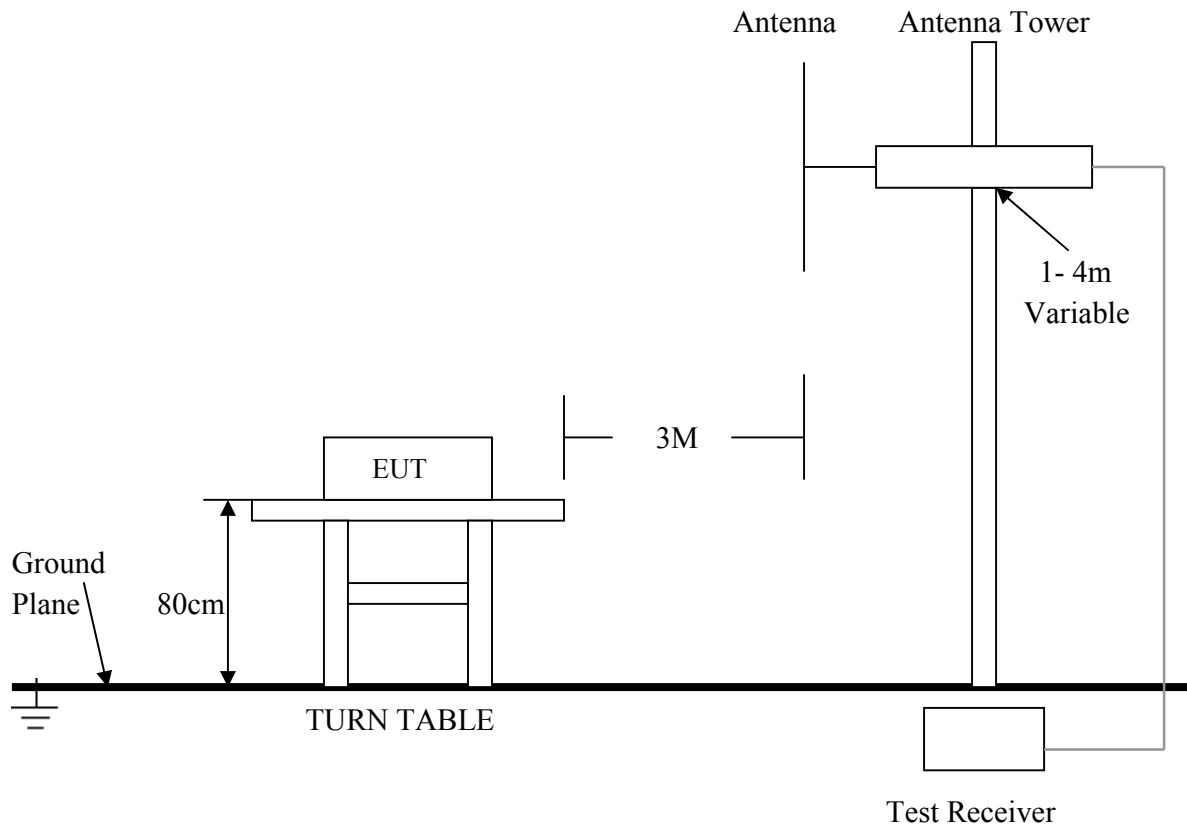 Antenna
Antenna Tower
1- 4m
Variable
3M
EUT
Ground
Plane
80cm
TURN TABLE
Test Receiver